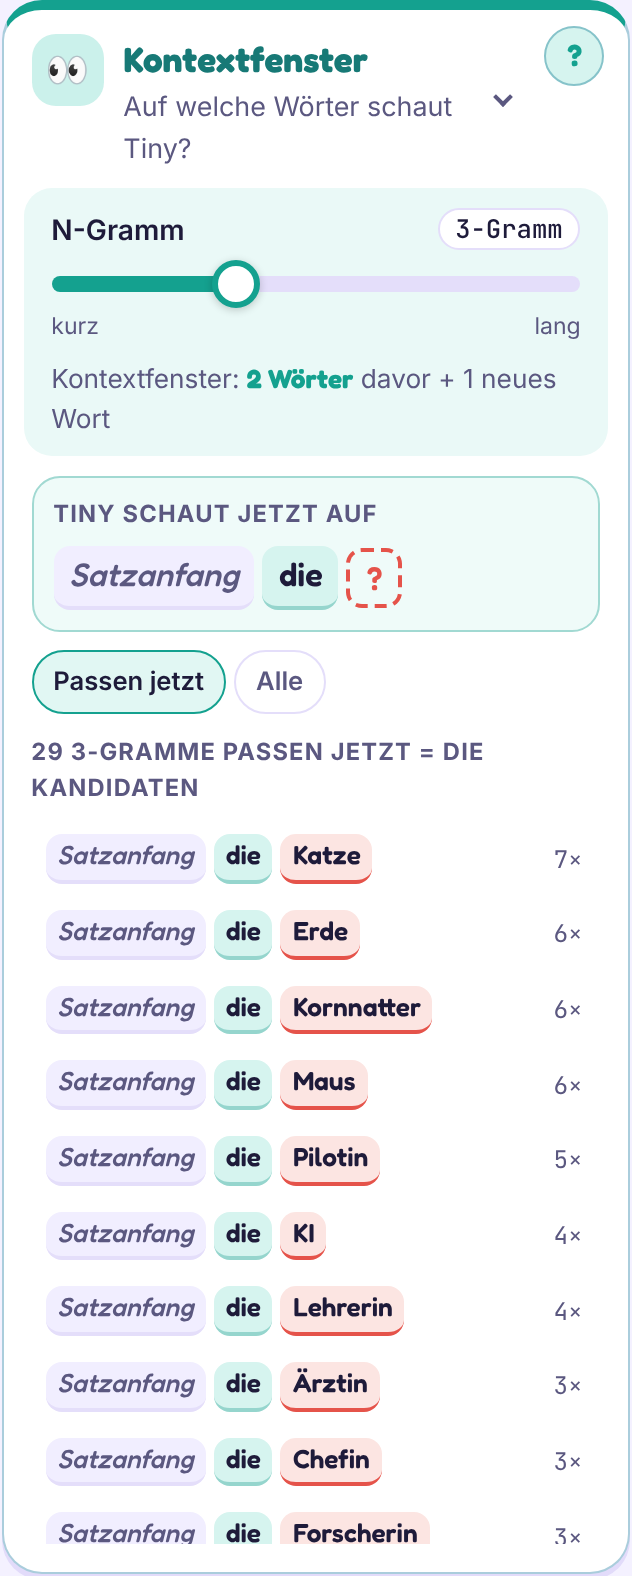 Kontextfenster
?
Auf welche Wörter schaut
Tiny?
N-Gramm
3-Gramm
kurz
lang
Kontextfenster: 2 Wörter davor + 1 neues
Wort
TINY SCHAUT JETZT AUF
Satzanfang die ?
Passen jetzt
Alle
29 3-GRAMME PASSEN JETZT = DIE
KANDIDATEN
Satzanfang die Katze 7×
Satzanfang die Erde 6×
Satzanfang die Kornnatter 6×
Satzanfang die Maus 6×
Satzanfang die Pilotin 5×
Satzanfang die KI 4×
Satzanfang die Lehrerin 4×
Satzanfang die Ärztin 3×
Satzanfang die Chefin 3×
Satzanfang die Forscherin 3×